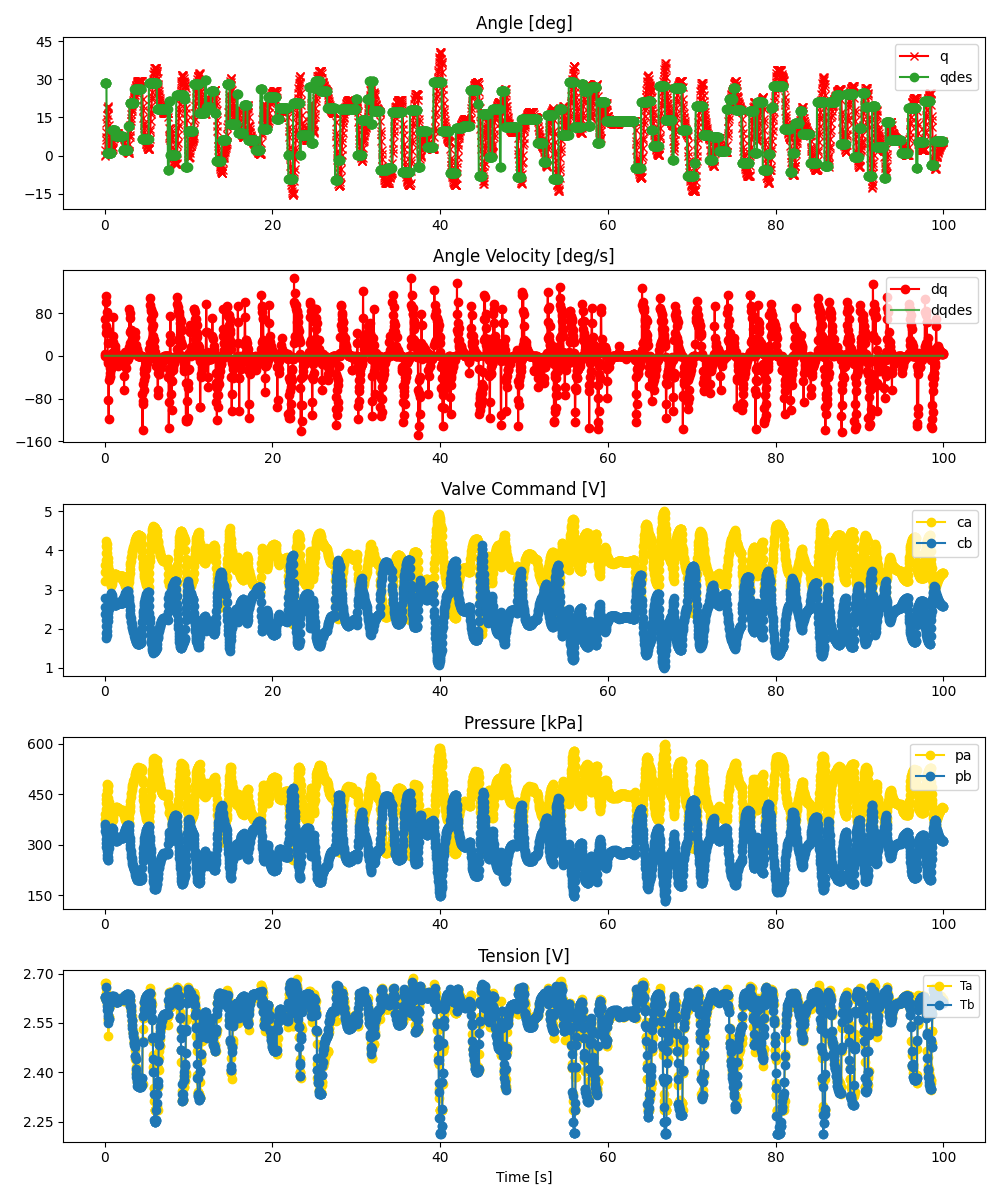 Angle [deg]
45
30
15
0
−15
q
qdes
0 20 40 60 80 100
Angle Velocity [deg/s]
80
0
−80
−160
dq
dqdes
0 20 40 60 80 100
Valve Command [V]
5
4
3
2
1
ca
cb
0 20 40 60 80 100
Pressure [kPa]
600
450
300
150
pa
pb
0 20 40 60 80 100
Tension [V]
2.70
2.55
2.40
2.25
Ta
Tb
0 20 40 60 80 100
Time [s]